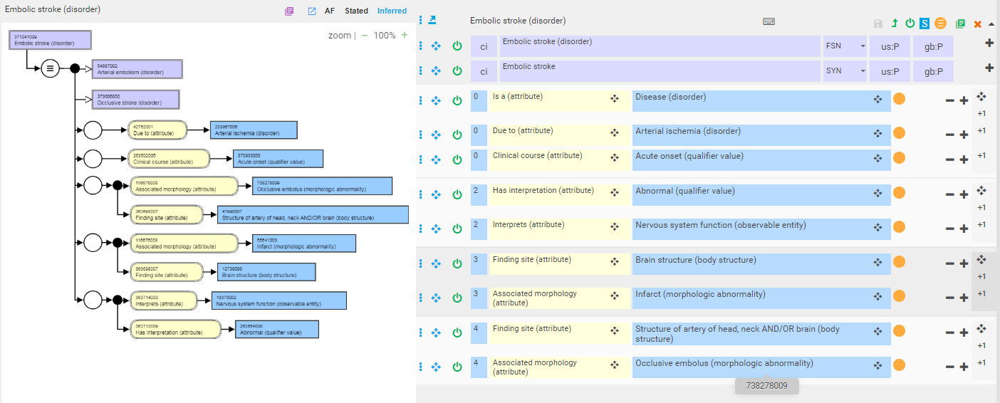 Embolic stroke (disorder)
AF
Stated
Inferred
zoom | − 100% +
371041009
Embolic stroke (disorder)
54687002
Arterial embolism (disorder)
373606000
Occlusive stroke (disorder)
42752001
Due to (attribute)
233957006
Arterial ischemia (disorder)
263502005
Clinical course (attribute)
373933003
Acute onset (qualifier value)
116676008
Associated morphology (attribute)
738278009
Occlusive embolus (morphologic abnormality)
363698007
Finding site (attribute)
47990007
Structure of artery of head, neck AND/OR brain (body structure)
116676008
Associated morphology (attribute)
55641003
Infarct (morphologic abnormality)
363698007
Finding site (attribute)
12738006
Brain structure (body structure)
363714003
Interprets (attribute)
18373002
Nervous system function (observable entity)
363713009
Has interpretation (attribute)
263654008
Abnormal (qualifier value)
Embolic stroke (disorder)
S
ci
Embolic stroke (disorder)
FSN
us:P
gb:P
ci
Embolic stroke
SYN
us:P
gb:P
0
Is a (attribute)
Disease (disorder)
+1
0
Due to (attribute)
Arterial ischemia (disorder)
+1
0
Clinical course (attribute)
Acute onset (qualifier value)
+1
2
Has interpretation (attribute)
Abnormal (qualifier value)
+1
2
Interprets (attribute)
Nervous system function (observable entity)
+1
3
Finding site (attribute)
Brain structure (body structure)
+1
3
Associated morphology
(attribute)
Infarct (morphologic abnormality)
+1
4
Finding site (attribute)
Structure of artery of head, neck AND/OR brain (body
structure)
+1
4
Associated morphology
(attribute)
Occlusive embolus (morphologic abnormality)
+1
738278009